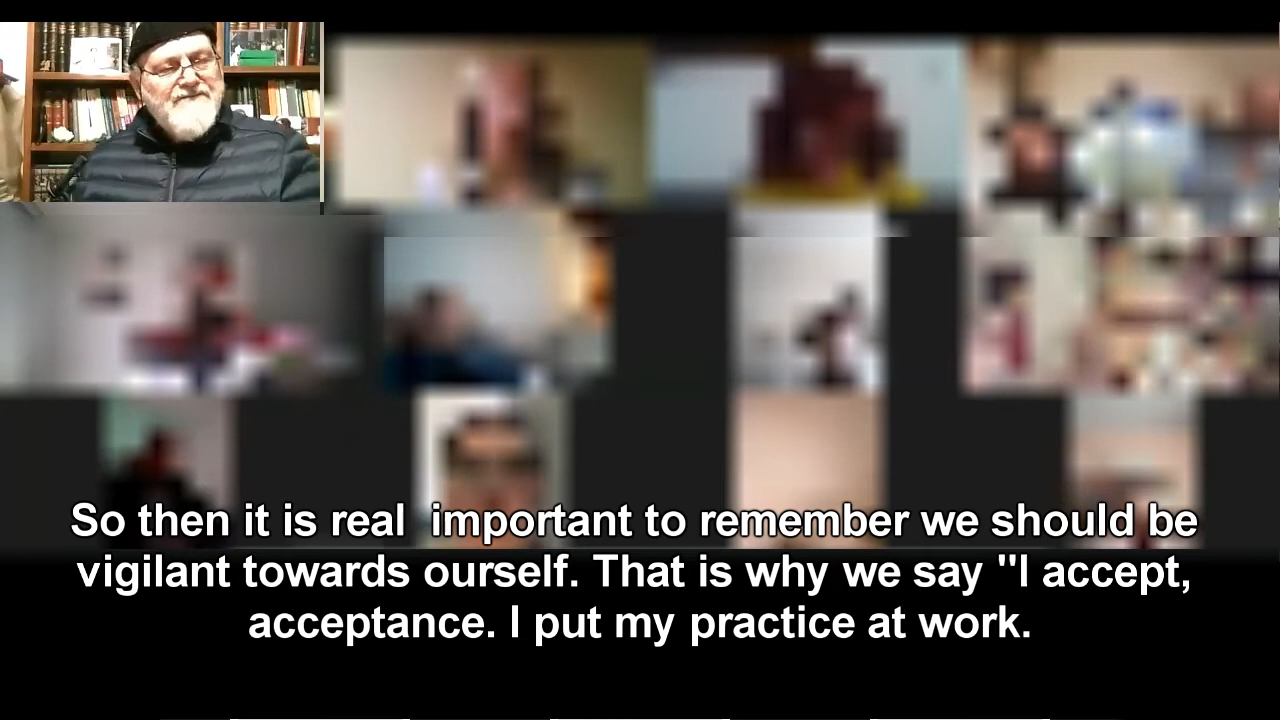 So then it is real  important to remember we should be
vigilant towards ourself. That is why we say "I accept,
acceptance. I put my practice at work.